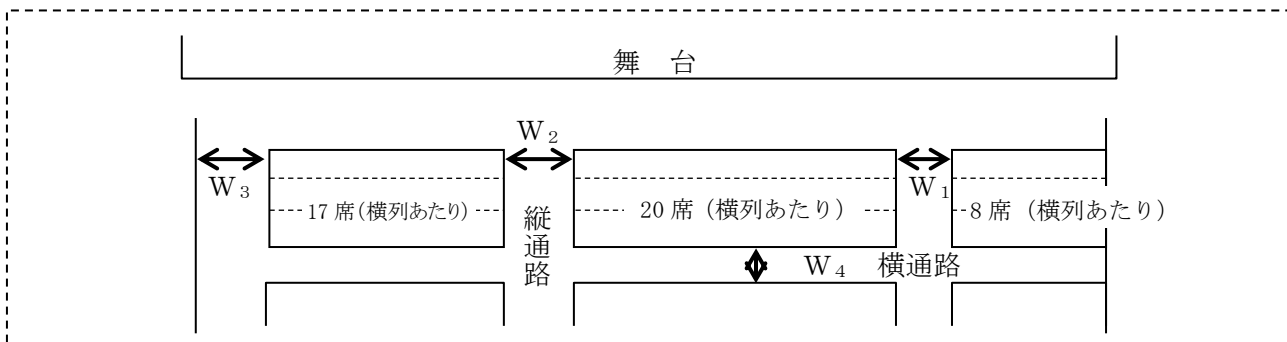 舞　台
W₂
W₃
W₁
17席(横列あたり)
20席（横列あたり）
8席（横列あたり）
縦通路
W₄
横通路